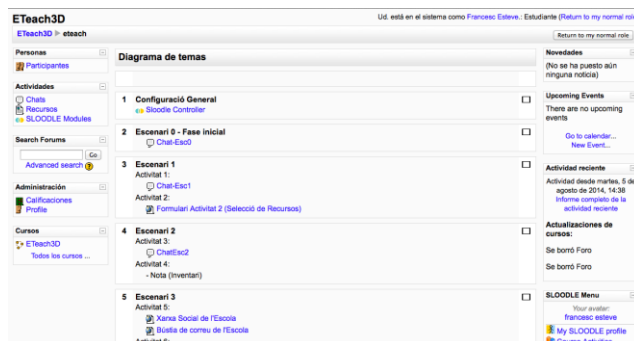 ETeach3D
Ud. está en el sistema como Francesc Esteve.: Estudiante (Return to my normal role
ETeach3D ▶ eteach
Return to my normal role
Personas
Participantes
Actividades
Chats
Recursos
SLOODLE Modules
Search Forums
Go
Advanced search
Administración
Calificaciones
Profile
Cursos
ETeach3D
Todos los cursos ...
Diagrama de temas
1 Configuració General
Sloodle Controller
2 Escenari 0 - Fase inicial
Chat-Esc0
3 Escenari 1
Activitat 1:
Chat-Esc1
Activitat 2:
Formulari Activitat 2 (Selecció de Recursos)
4 Escenari 2
Activitat 3:
ChatEsc2
Activitat 4:
- Nota (Inventari)
5 Escenari 3
Activitat 5:
Xarxa Social de l'Escola
Bústia de correu de l'Escola
Novedades
(No se ha puesto aún
ninguna noticia)
Upcoming Events
There are no upcoming
events
Go to calendar...
New Event...
Actividad reciente
Actividad desde martes, 5 de
agosto de 2014, 14:38
Informe completo de la
actividad reciente
Actualizaciones de
cursos:
Se borró Foro
Se borró Foro
SLOODLE Menu
Your avatar:
francesc esteve
My SLOODLE profile